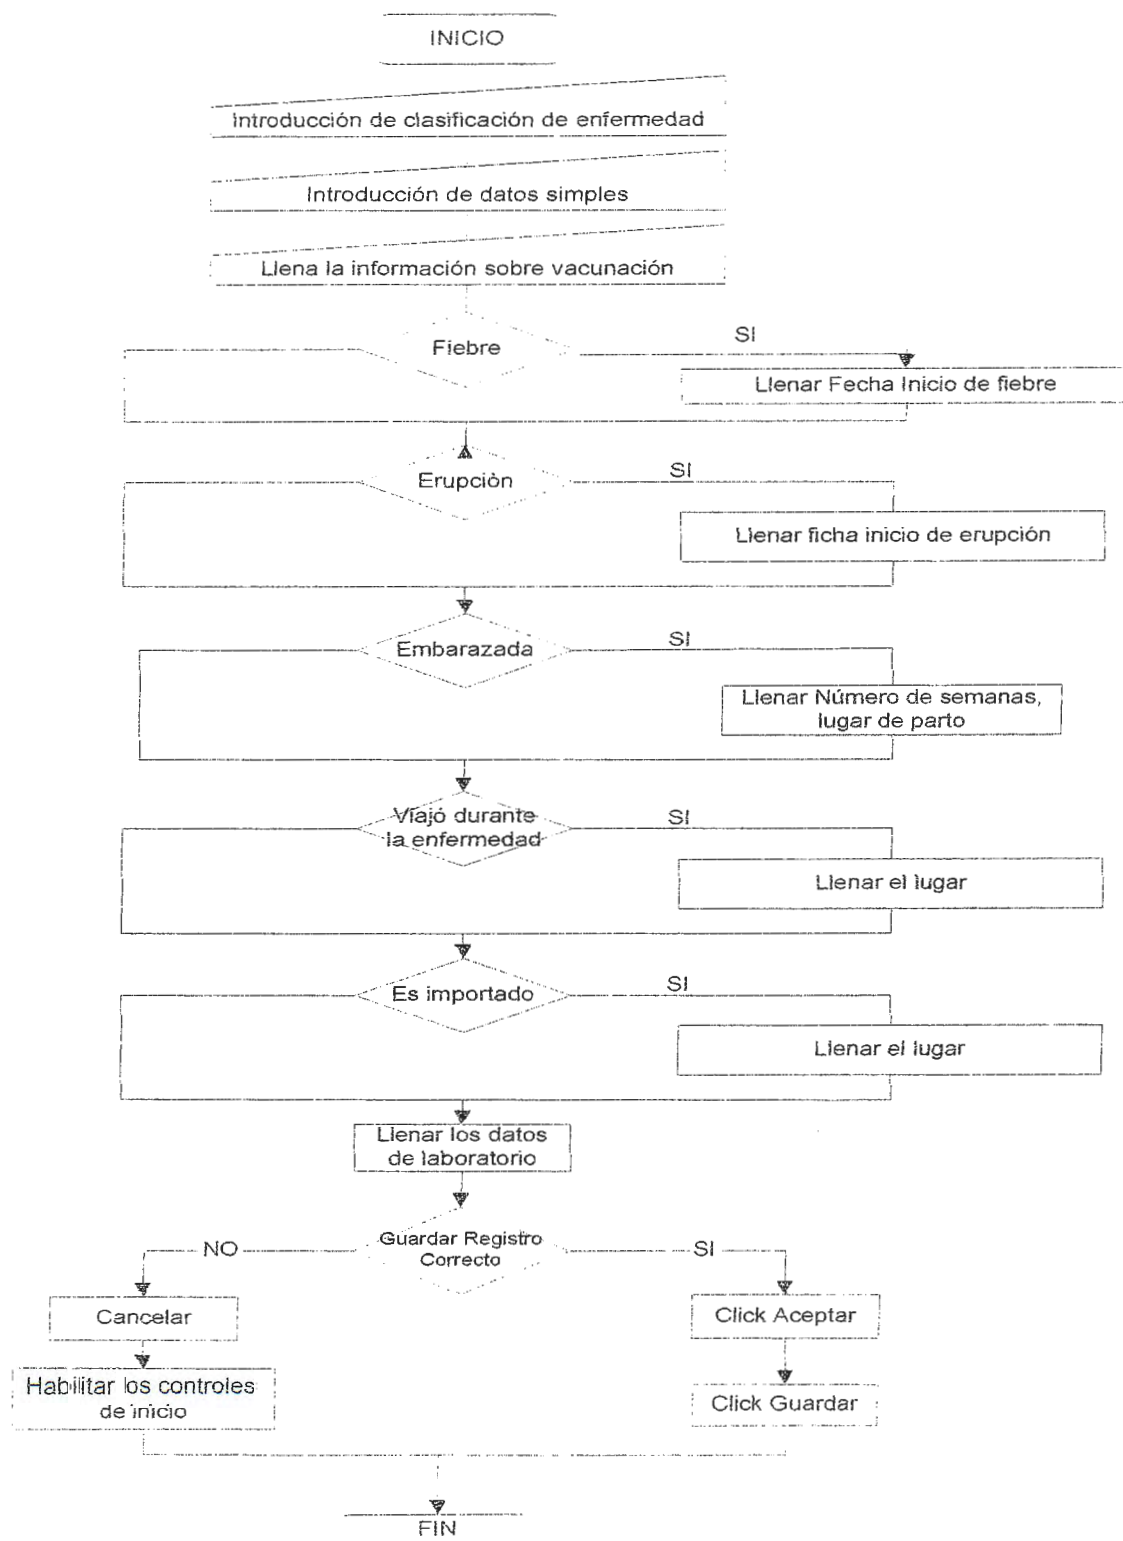 INICIO
Introducción de clasificación de enfermedad
Introducción de datos simples
Llena la información sobre vacunación
Fiebre
SI
Llenar Fecha Inicio de fiebre
Erupción
SI
Llenar ficha inicio de erupción
Embarazada
SI
Llenar Número de semanas,
lugar de parto
Viajó durante
la enfermedad
SI
Llenar el lugar
Es importado
SI
Llenar el lugar
Llenar los datos
de laboratorio
Guardar Registro
Correcto
NO
SI
Cancelar
Click Aceptar
Habilitar los controles
de inicio
Click Guardar
FIN